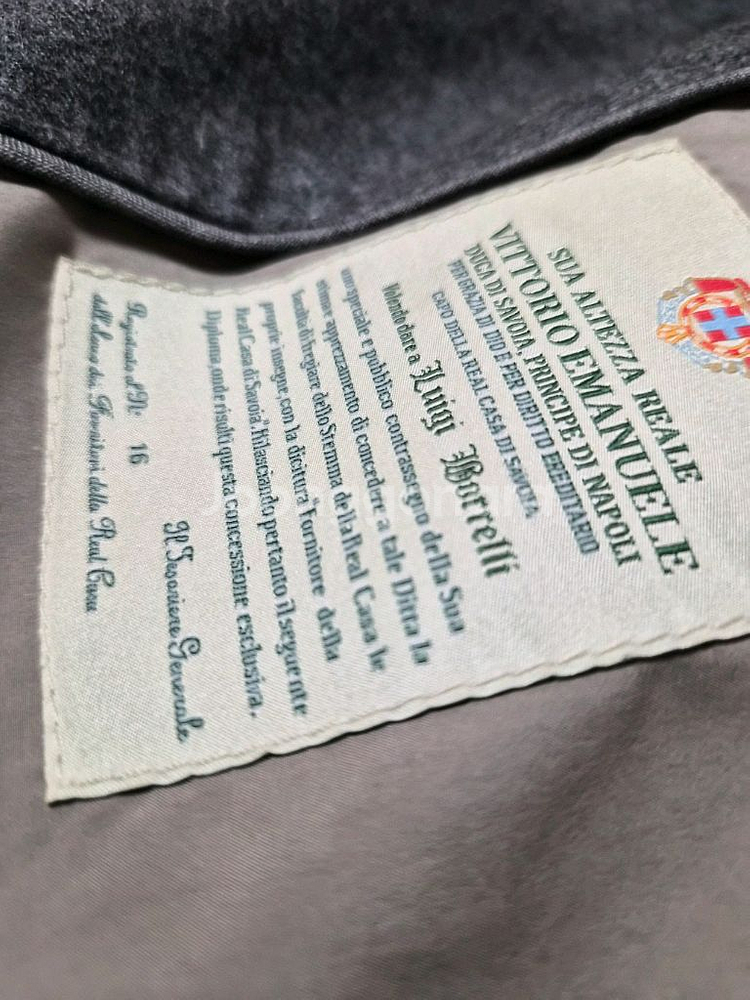 SUA ALTEZZA REALE
VITTORIO EMANUELE
DUCA DI SAVOIA, PRINCIPE DI NAPOLI
PER GRAZIA DI DIO E PER DIRITTO EREDITARIO
CAPO DELLA REAL CASA DI SAVOIA
Volendo dare a Luigi Borrelli
uno speciale e pubblico contrassegno della Sua
stima e apprezzamento di concedere a tale Ditta la
facoltà di fregiare dello Stemma della Real Casa le
proprie insegne, con la dicitura Fornitore della
Real Casa di Savoia". Rilasciando pertanto il seguente
Diploma, onde risulti questa concessione esclusiva.
Il Tesoriere Generale
Registrato al N: 16
dell'elenco dei Fornitori della Real Casa